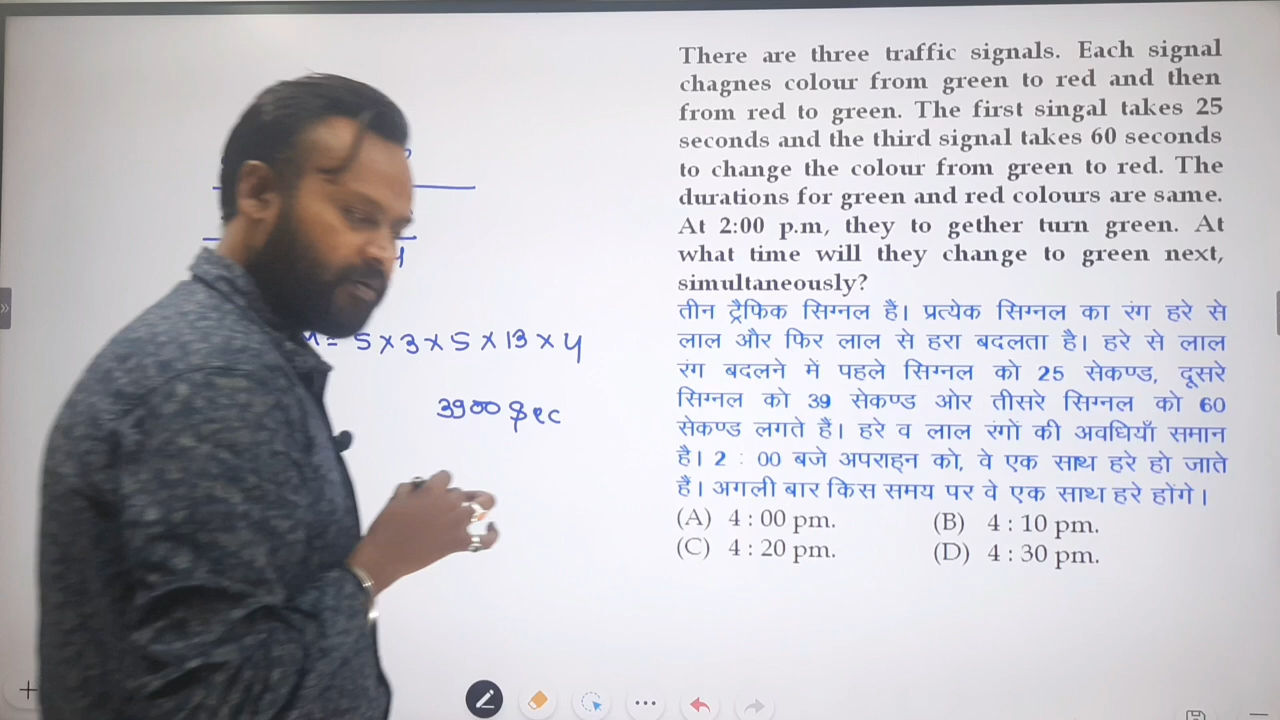 There are three traffic signals. Each signal
chagnes colour from green to red and then
from red to green. The first singal takes 25
seconds and the third signal takes 60 seconds
to change the colour from green to red. The
durations for green and red colours are same.
At 2:00 p.m, they to gether turn green. At
what time will they change to green next,
simultaneously?
तीन ट्रैफिक सिग्नल हैं। प्रत्येक सिग्नल का रंग हरे से
लाल और फिर लाल से हरा बदलता है। हरे से लाल
रंग बदलने में पहले सिग्नल को 25 सेकण्ड, दूसरे
सिग्नल को 39 सेकण्ड ओर तीसरे सिग्नल को 60
सेकण्ड लगते हैं। हरे व लाल रंगों की अवधियाँ समान
है। 2 : 00 बजे अपराह्न को, वे एक साथ हरे हो जाते
हैं। अगली बार किस समय पर वे एक साथ हरे होंगे।
(A) 4 : 00 pm. (B) 4 : 10 pm.
(C) 4 : 20 pm. (D) 4 : 30 pm.
= 5 × 3 × 5 × 13 × 4
3900 Sec